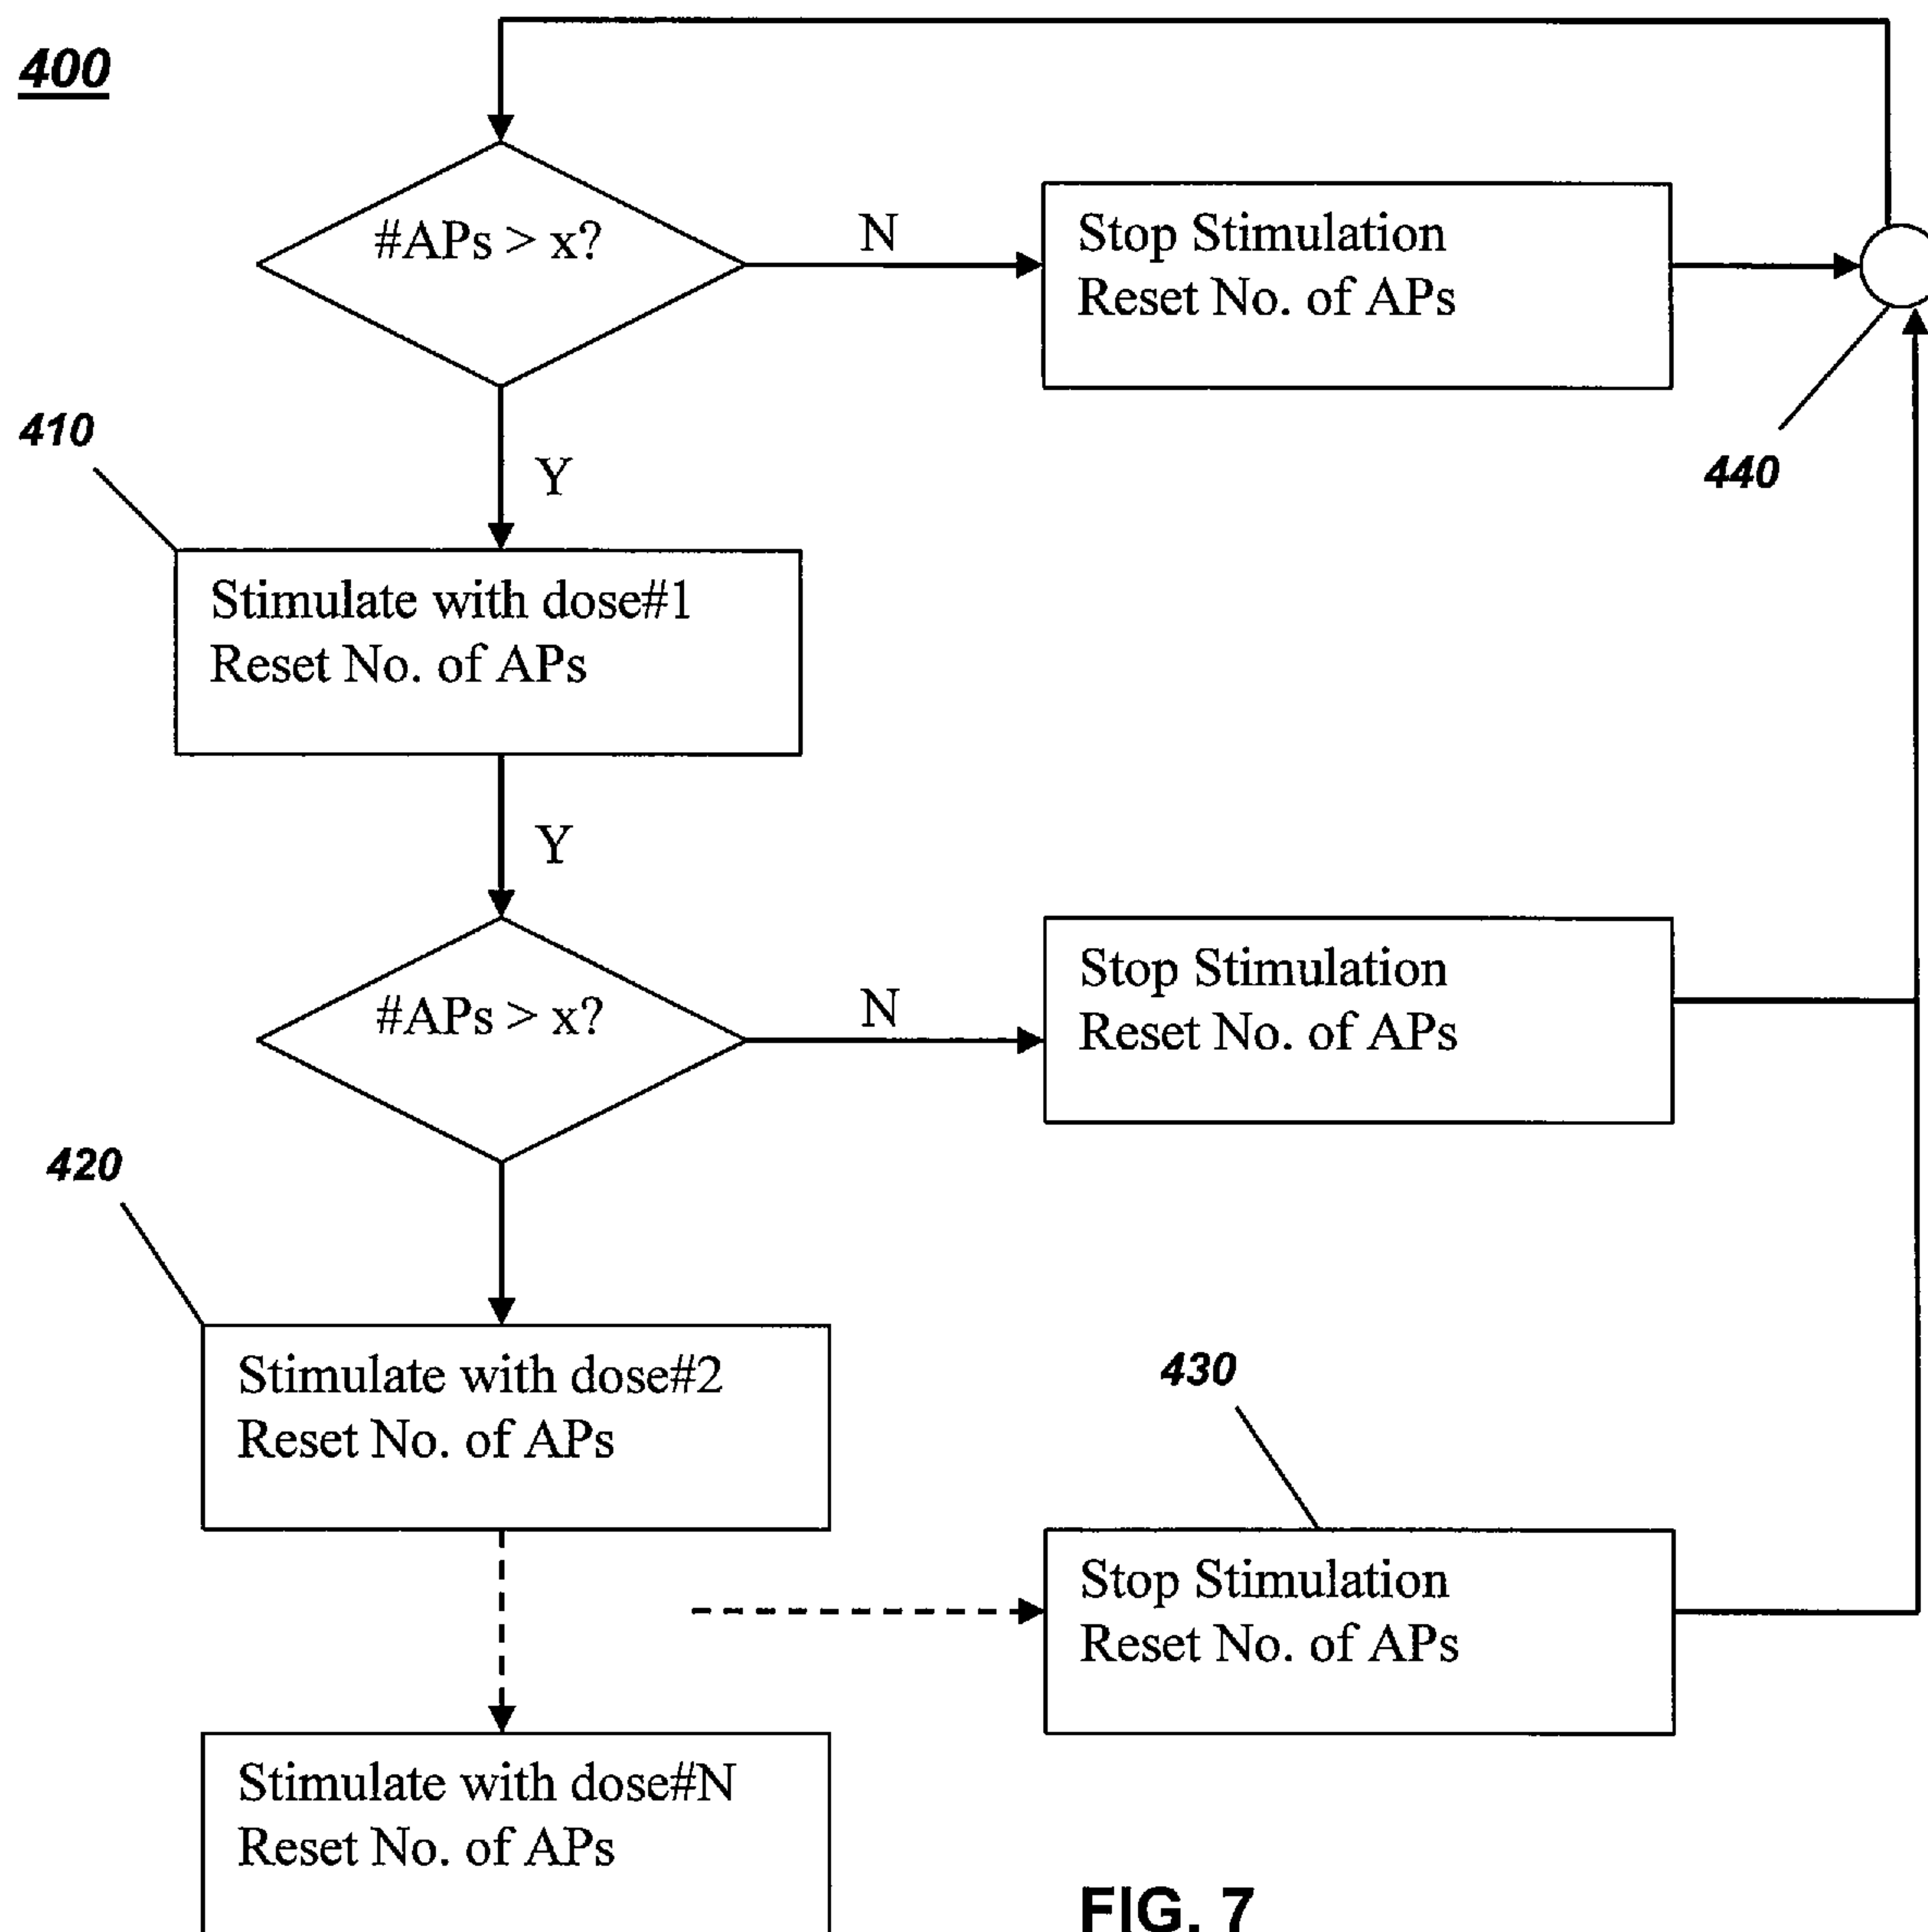 400
#APs > x?
N
Stop Stimulation
Reset No. of APs
440
410
Y
Stimulate with dose#1
Reset No. of APs
Y
#APs > x?
N
Stop Stimulation
Reset No. of APs
420
Stimulate with dose#2
Reset No. of APs
430
Stop Stimulation
Reset No. of APs
Stimulate with dose#N
Reset No. of APs
FIG. 7